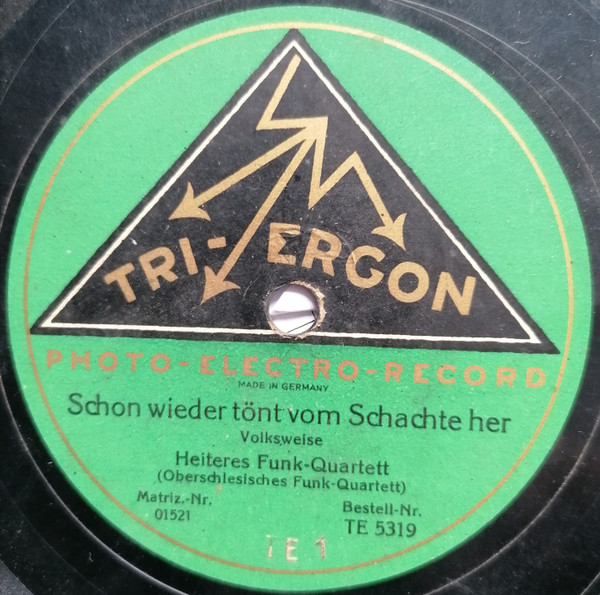 TRI-ERGON
PHOTO-ELECTRO-RECORD
MADE IN GERMANY
Schon wieder tönt vom Schachte her
Volksweise
Heiteres Funk-Quartett
(Oberschlesisches Funk-Quartett)
Matriz.-Nr.
01521
Bestell-Nr.
TE 5319
TE 1